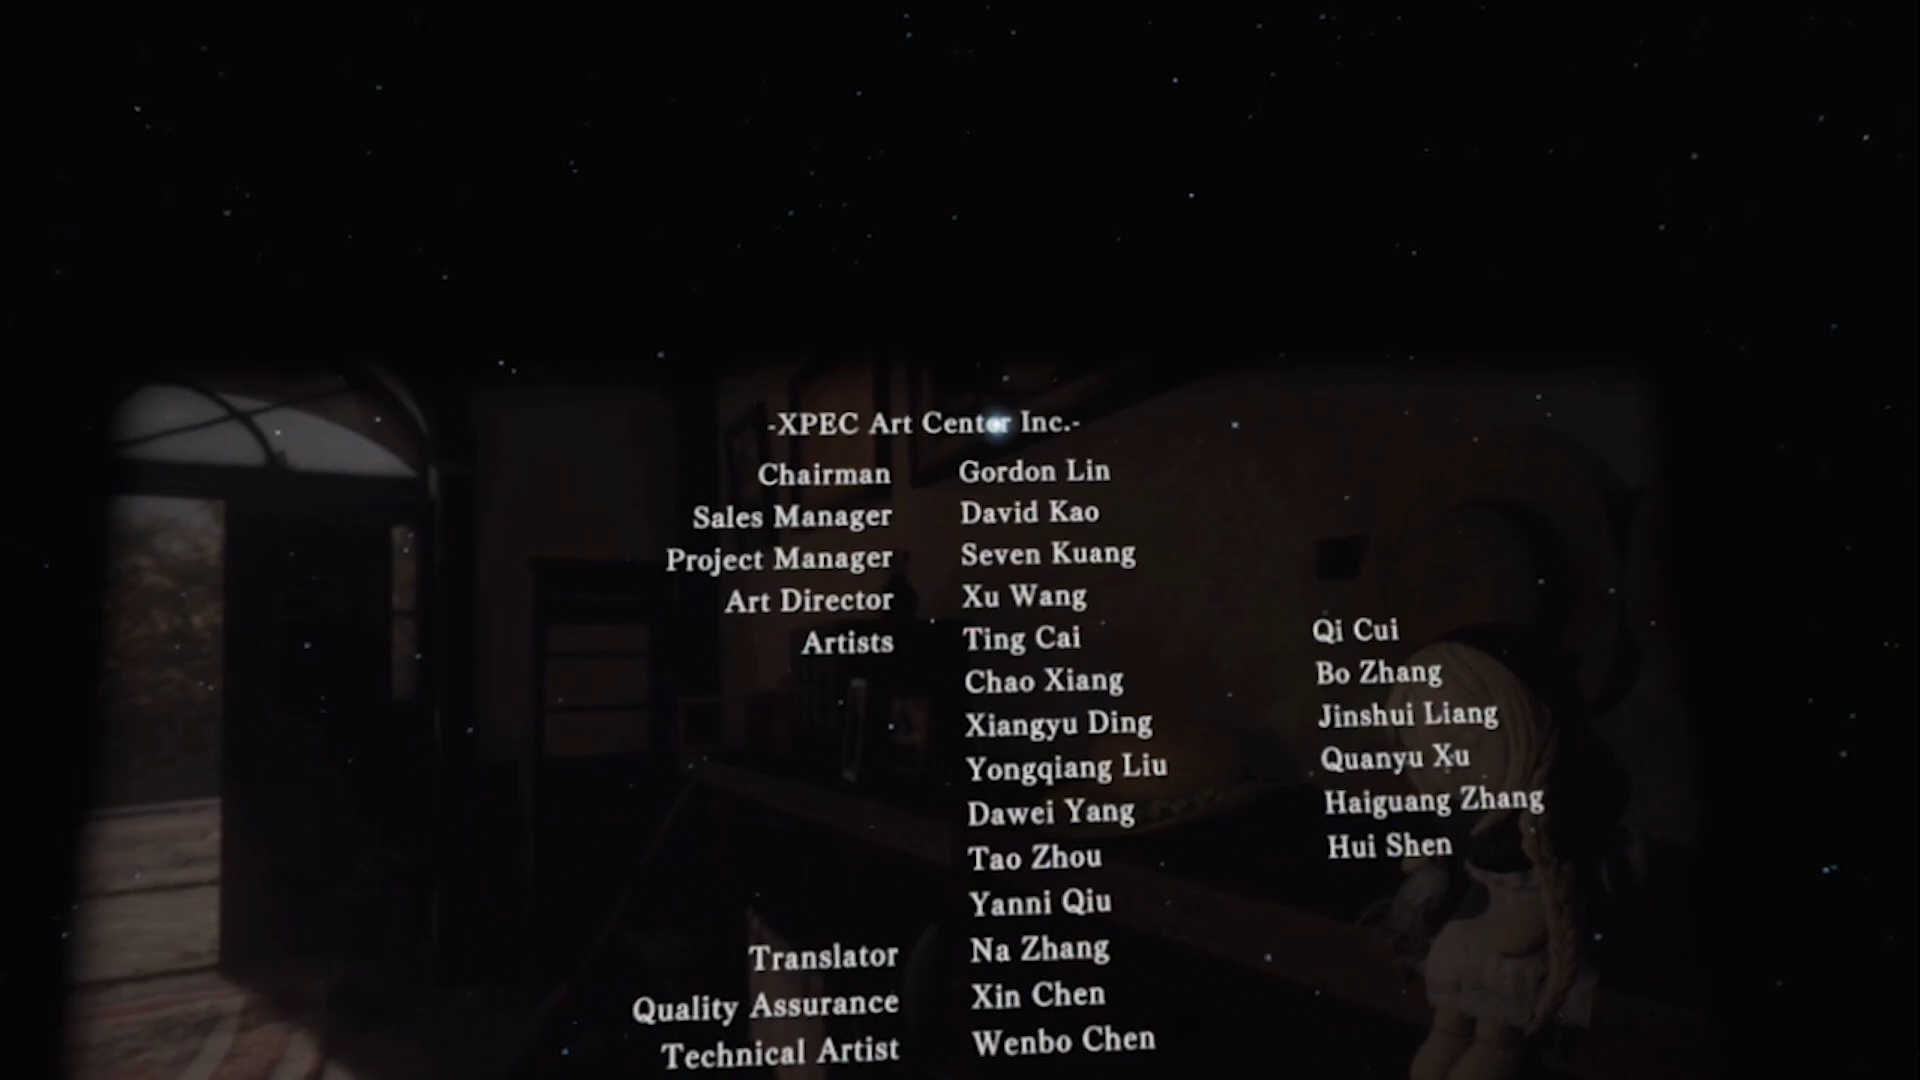 -XPEC Art Center Inc.-
Chairman Gordon Lin
Sales Manager David Kao
Project Manager Seven Kuang
Art Director Xu Wang
Artists Ting Cai Qi Cui
Chao Xiang Bo Zhang
Xiangyu Ding Jinshui Liang
Yongqiang Liu Quanyu Xu
Dawei Yang Haiguang Zhang
Tao Zhou Hui Shen
Yanni Qiu
Translator Na Zhang
Quality Assurance Xin Chen
Technical Artist Wenbo Chen